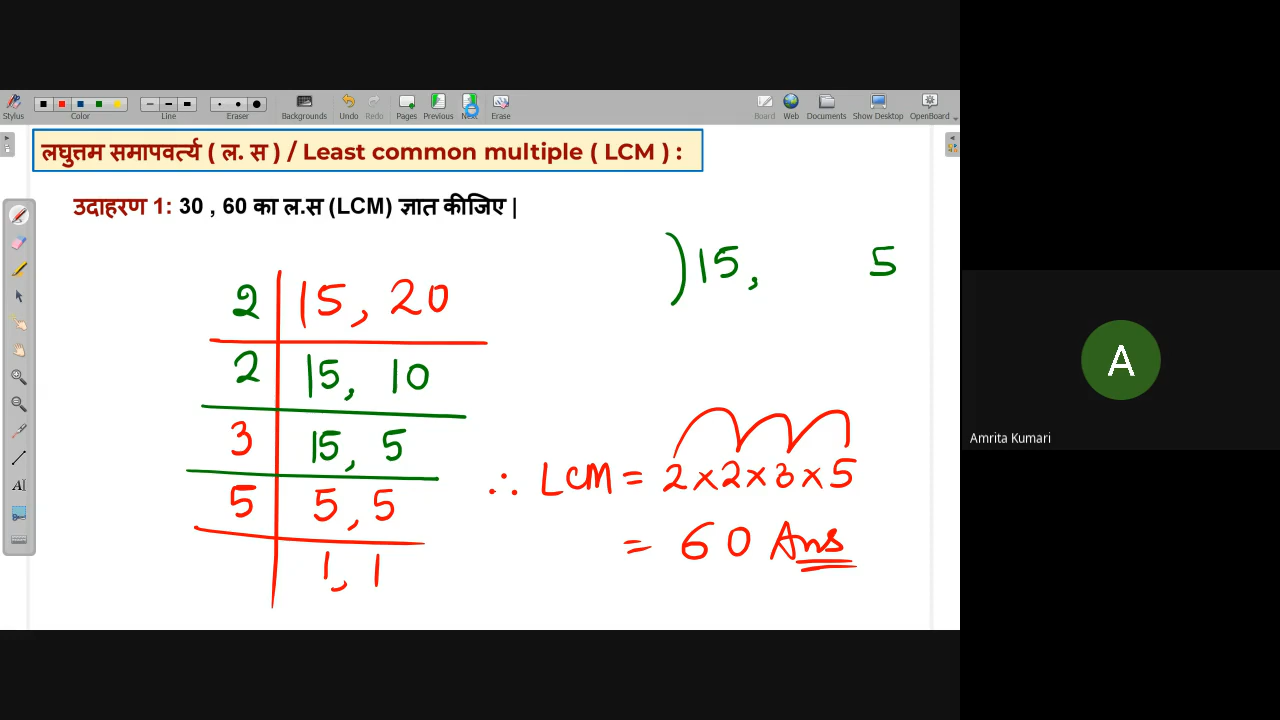 Stylus Color Line Eraser Backgrounds Undo Redo Pages Previous Next Erase Board Web Documents Show Desktop OpenBoard
लघुत्तम समापवर्त्य ( ल. स ) / Least common multiple ( LCM ) :
उदाहरण 1: 30 , 60 का ल.स (LCM) ज्ञात कीजिए |
)15, 5
2 15, 20
2 15, 10
3 15, 5
5 5, 5
1, 1
∴ LCM = 2×2×3×5
= 60 Ans
A
Amrita Kumari